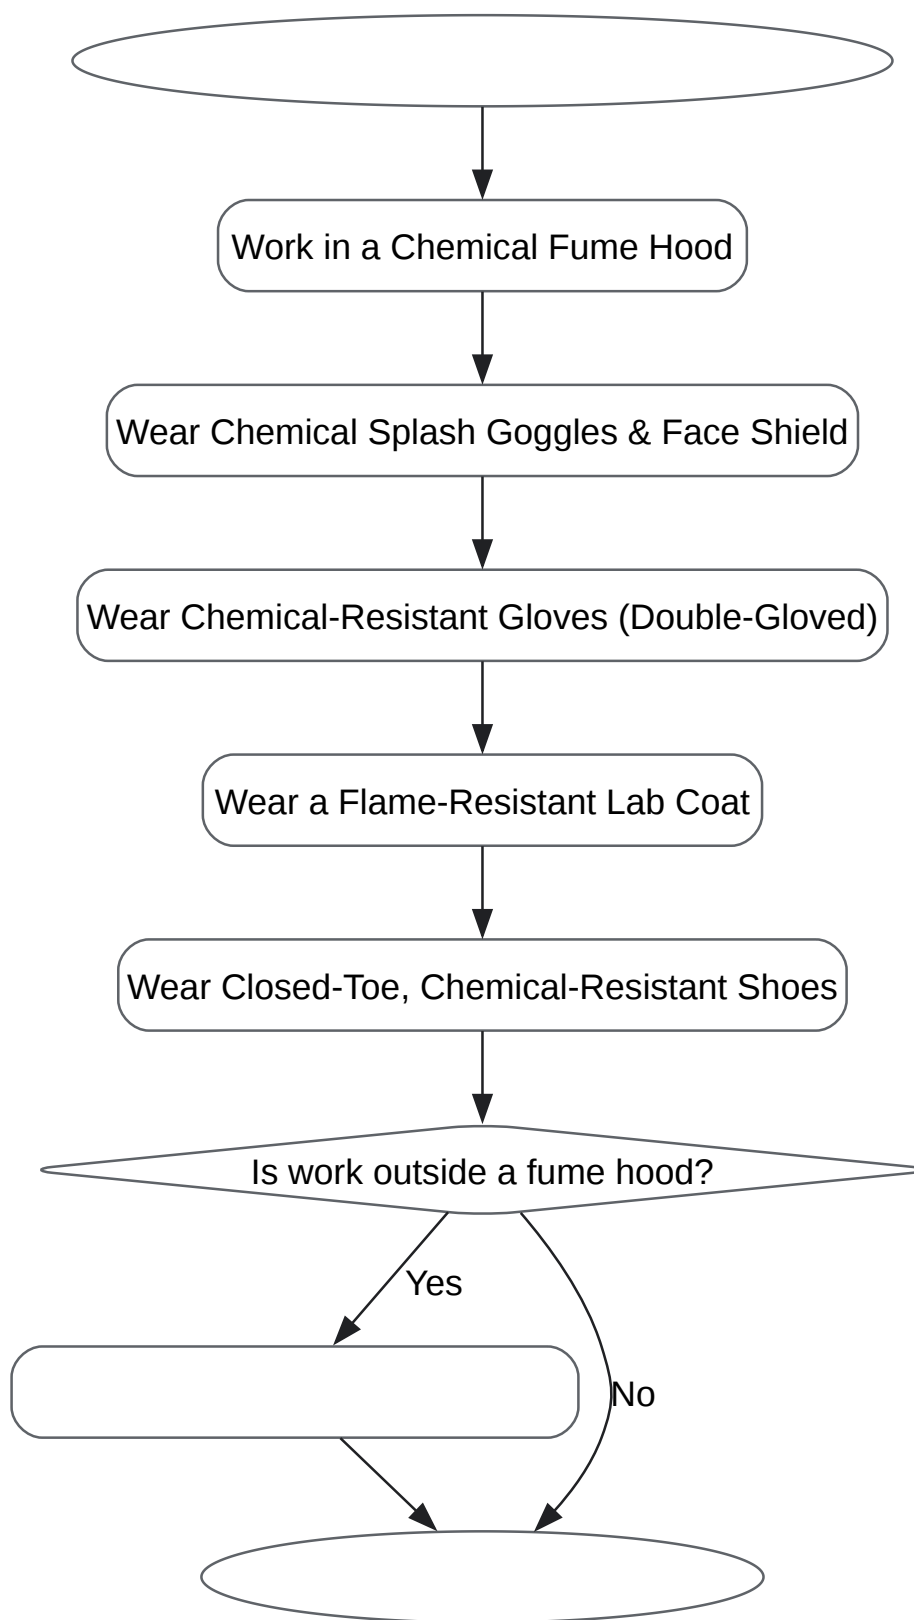 Work in a Chemical Fume Hood
Wear Chemical Splash Goggles & Face Shield
Wear Chemical-Resistant Gloves (Double-Gloved)
Wear a Flame-Resistant Lab Coat
Wear Closed-Toe, Chemical-Resistant Shoes
Is work outside a fume hood?
Yes
No